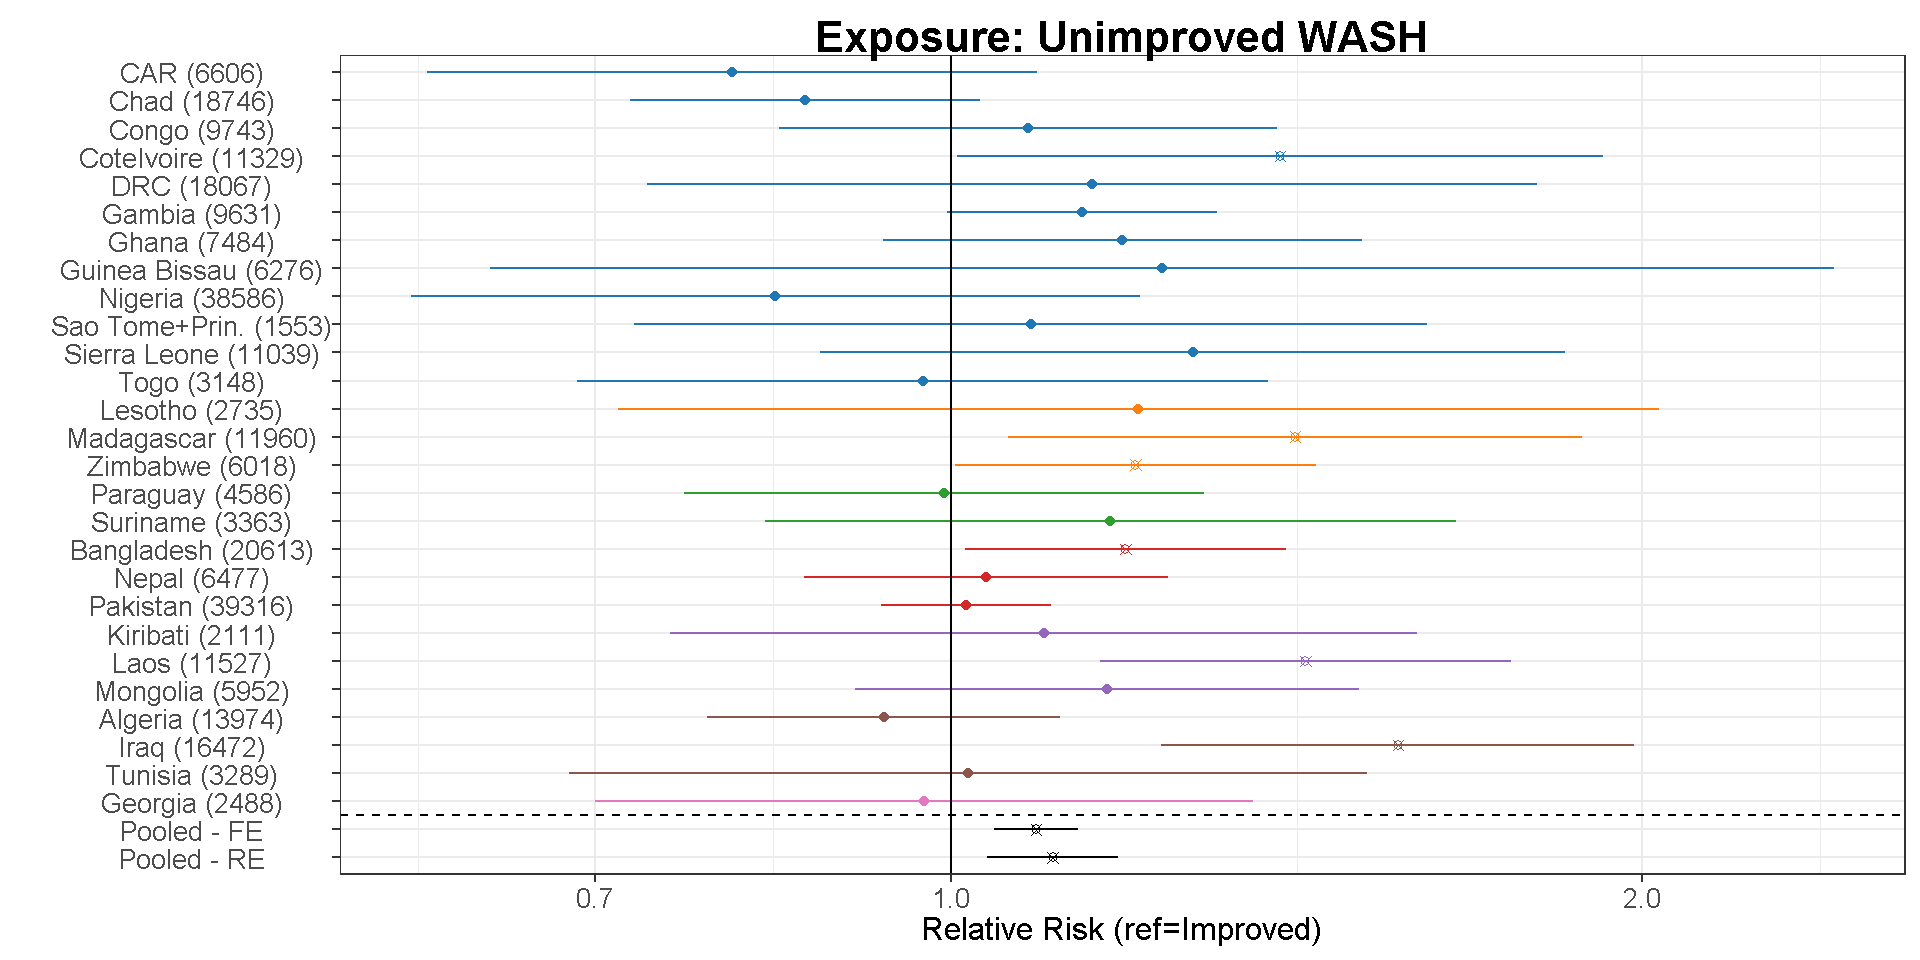 Exposure: Unimproved WASH
CAR (6606)
Chad (18746)
Congo (9743)
CoteIvoire (11329)
DRC (18067)
Gambia (9631)
Ghana (7484)
Guinea Bissau (6276)
Nigeria (38586)
Sao Tome+Prin. (1553)
Sierra Leone (11039)
Togo (3148)
Lesotho (2735)
Madagascar (11960)
Zimbabwe (6018)
Paraguay (4586)
Suriname (3363)
Bangladesh (20613)
Nepal (6477)
Pakistan (39316)
Kiribati (2111)
Laos (11527)
Mongolia (5952)
Algeria (13974)
Iraq (16472)
Tunisia (3289)
Georgia (2488)
Pooled - FE
Pooled - RE
0.7 1.0 2.0
Relative Risk (ref=Improved)